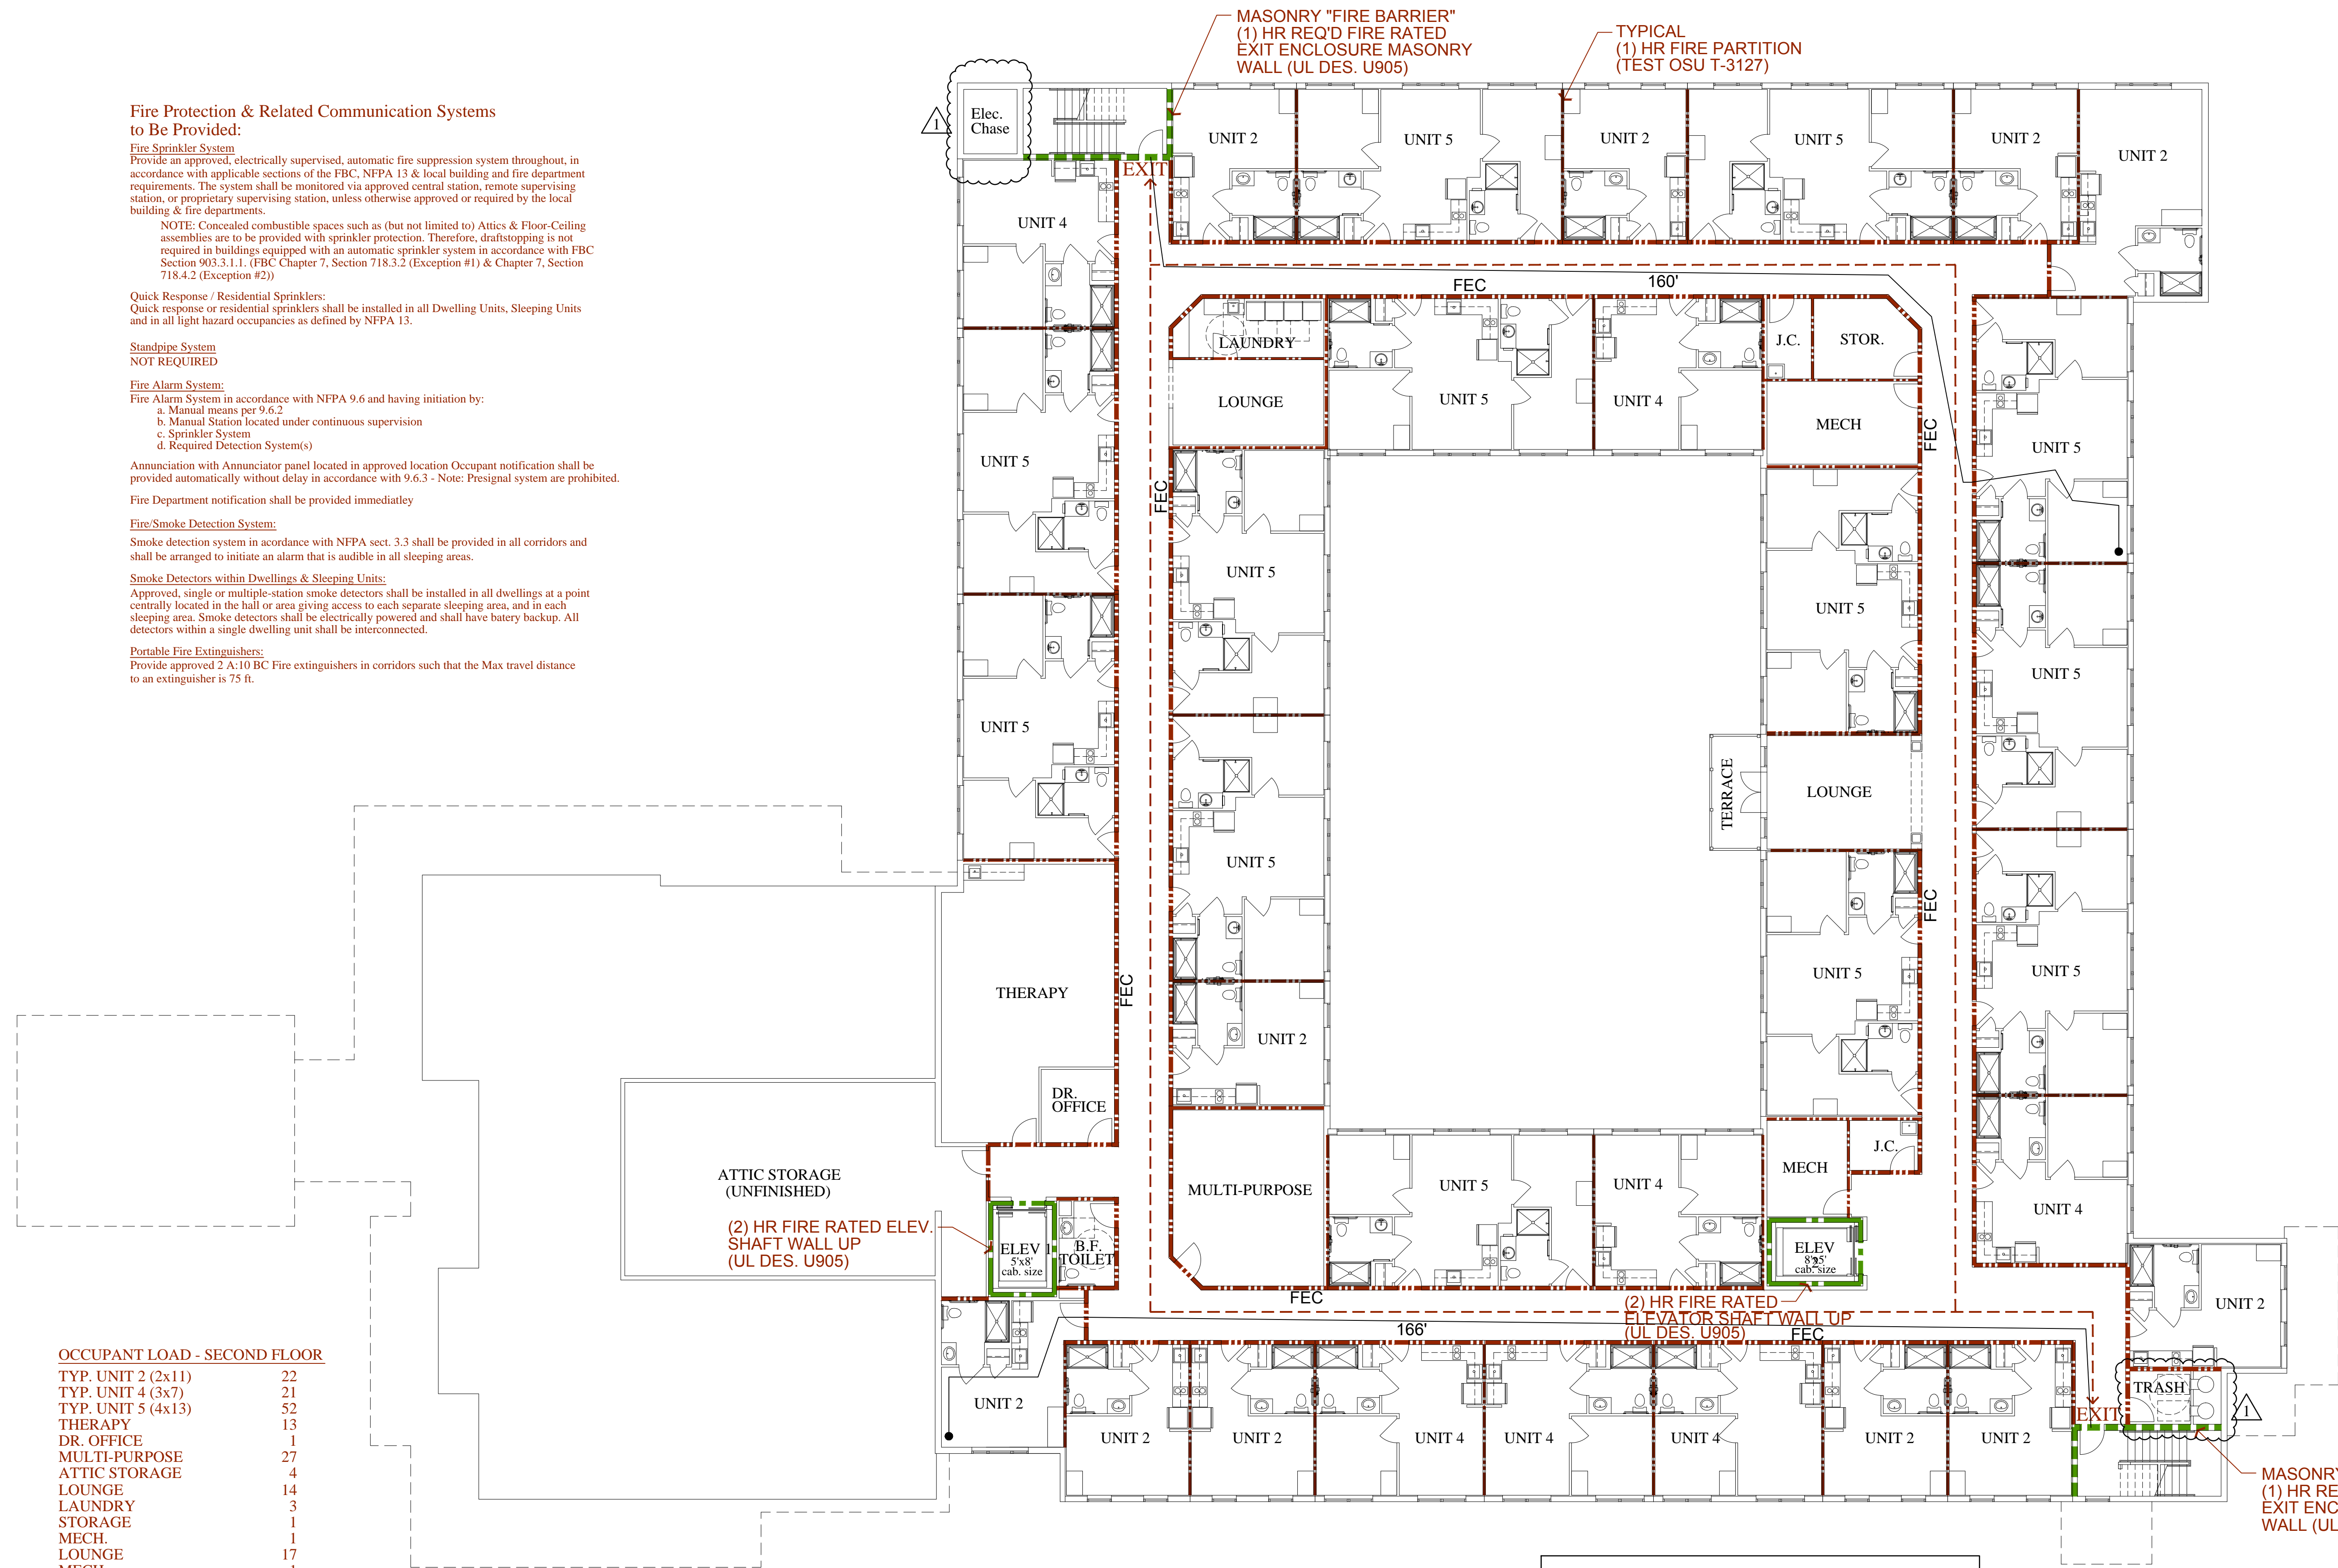 MASONRY "FIRE BARRIER"
(1) HR REQ'D FIRE RATED
EXIT ENCLOSURE MASONRY
WALL (UL DES. U905)
TYPICAL
(1) HR FIRE PARTITION
(TEST OSU T-3127)
Fire Protection & Related Communication Systems
to Be Provided:
Fire Sprinkler System
Provide an approved, electrically supervised, automatic fire suppression system throughout, in
accordance with applicable sections of the FBC, NFPA 13 & local building and fire department
requirements. The system shall be monitored via approved central station, remote supervising
station, or proprietary supervising station, unless otherwise approved or required by the local
building & fire departments.
NOTE: Concealed combustible spaces such as (but not limited to) Attics & Floor-Ceiling
assemblies are to be provided with sprinkler protection. Therefore, draftstopping is not
required in buildings equipped with an automatic sprinkler system in accordance with FBC
Section 903.3.1.1. (FBC Chapter 7, Section 718.3.2 (Exception #1) & Chapter 7, Section
718.4.2 (Exception #2))
Quick Response / Residential Sprinklers:
Quick response or residential sprinklers shall be installed in all Dwelling Units, Sleeping Units
and in all light hazard occupancies as defined by NFPA 13.
Standpipe System
NOT REQUIRED
Fire Alarm System:
Fire Alarm System in accordance with NFPA 9.6 and having initiation by:
a. Manual means per 9.6.2
b. Manual Station located under continuous supervision
c. Sprinkler System
d. Required Detection System(s)
Annunciation with Annunciator panel located in approved location Occupant notification shall be
provided automatically without delay in accordance with 9.6.3 - Note: Presignal system are prohibited.
Fire Department notification shall be provided immediatley
Fire/Smoke Detection System:
Smoke detection system in acordance with NFPA sect. 3.3 shall be provided in all corridors and
shall be arranged to initiate an alarm that is audible in all sleeping areas.
Smoke Detectors within Dwellings & Sleeping Units:
Approved, single or multiple-station smoke detectors shall be installed in all dwellings at a point
centrally located in the hall or area giving access to each separate sleeping area, and in each
sleeping area. Smoke detectors shall be electrically powered and shall have batery backup. All
detectors within a single dwelling unit shall be interconnected.
Portable Fire Extinguishers:
Provide approved 2 A:10 BC Fire extinguishers in corridors such that the Max travel distance
to an extinguisher is 75 ft.
1
Elec.
Chase
EXIT
UNIT 2
UNIT 5
UNIT 2
UNIT 5
UNIT 2
UNIT 2
UNIT 4
FEC
160'
LAUNDRY
LOUNGE
UNIT 5
UNIT 4
J.C.
STOR.
MECH
FEC
UNIT 5
UNIT 5
FEC
UNIT 5
UNIT 5
UNIT 5
UNIT 5
TERRACE
LOUNGE
UNIT 5
FEC
UNIT 5
UNIT 5
THERAPY
FEC
UNIT 2
DR.
OFFICE
J.C.
MECH
ATTIC STORAGE
(UNFINISHED)
MULTI-PURPOSE
UNIT 5
UNIT 4
UNIT 4
(2) HR FIRE RATED ELEV.
SHAFT WALL UP
(UL DES. U905)
ELEV 1
5'x8'
cab. size
B.F.
TOILET
ELEV
cab. size
FEC
(2) HR FIRE RATED
ELEVATOR SHAFT WALL UP
(UL DES. U905)
FEC
166'
UNIT 2
UNIT 2
UNIT 2
UNIT 2
UNIT 4
UNIT 4
UNIT 4
UNIT 2
UNIT 2
TRASH
1
EXIT
MASONRY
(1) HR RE
EXIT ENC
WALL (UL
OCCUPANT LOAD - SECOND FLOOR
TYP. UNIT 2 (2x11) 22
TYP. UNIT 4 (3x7) 21
TYP. UNIT 5 (4x13) 52
THERAPY 13
DR. OFFICE 1
MULTI-PURPOSE 27
ATTIC STORAGE 4
LOUNGE 14
LAUNDRY 3
STORAGE 1
MECH. 1
LOUNGE 17